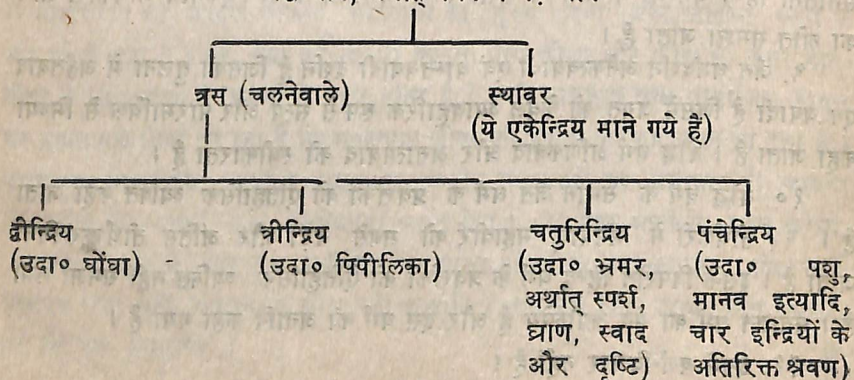 त्रस (चलनेवाले) स्थावर
(ये एकेन्द्रिय माने गये हैं)
द्वीन्द्रिय त्रीन्द्रिय चतुरिन्द्रिय पंचेन्द्रिय
(उदा० घोंघा) (उदा० पिपीलिका) (उदा० भ्रमर, (उदा० पशु,
अर्थात् स्पर्श, मानव इत्यादि,
घ्राण, स्वाद चार इन्द्रियों के
और दृष्टि) अतिरिक्त श्रवण)